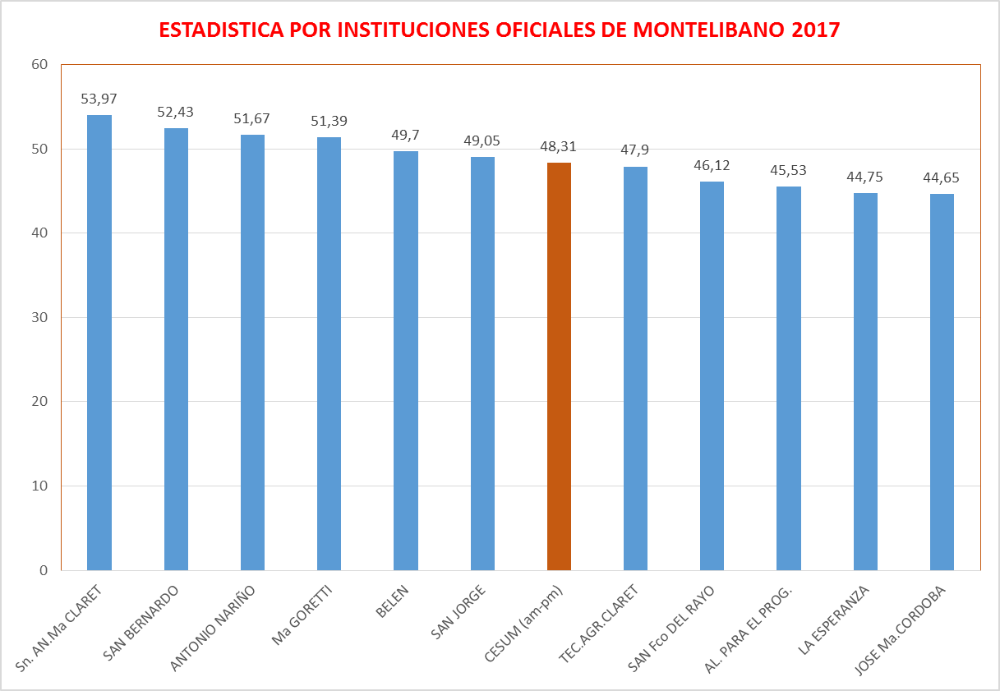 ESTADISTICA POR INSTITUCIONES OFICIALES DE MONTELIBANO 2017
60
50
40
30
20
10
0
53,97
52,43
51,67
51,39
49,7
49,05
48,31
47,9
46,12
45,53
44,75
44,65
Sn. AN.Ma CLARET
SAN BERNARDO
ANTONIO NARIÑO
Ma GORETTI
BELEN
SAN JORGE
CESUM (am-pm)
TEC.AGR.CLARET
SAN Fco DEL RAYO
AL. PARA EL PROG.
LA ESPERANZA
JOSE Ma.CORDOBA